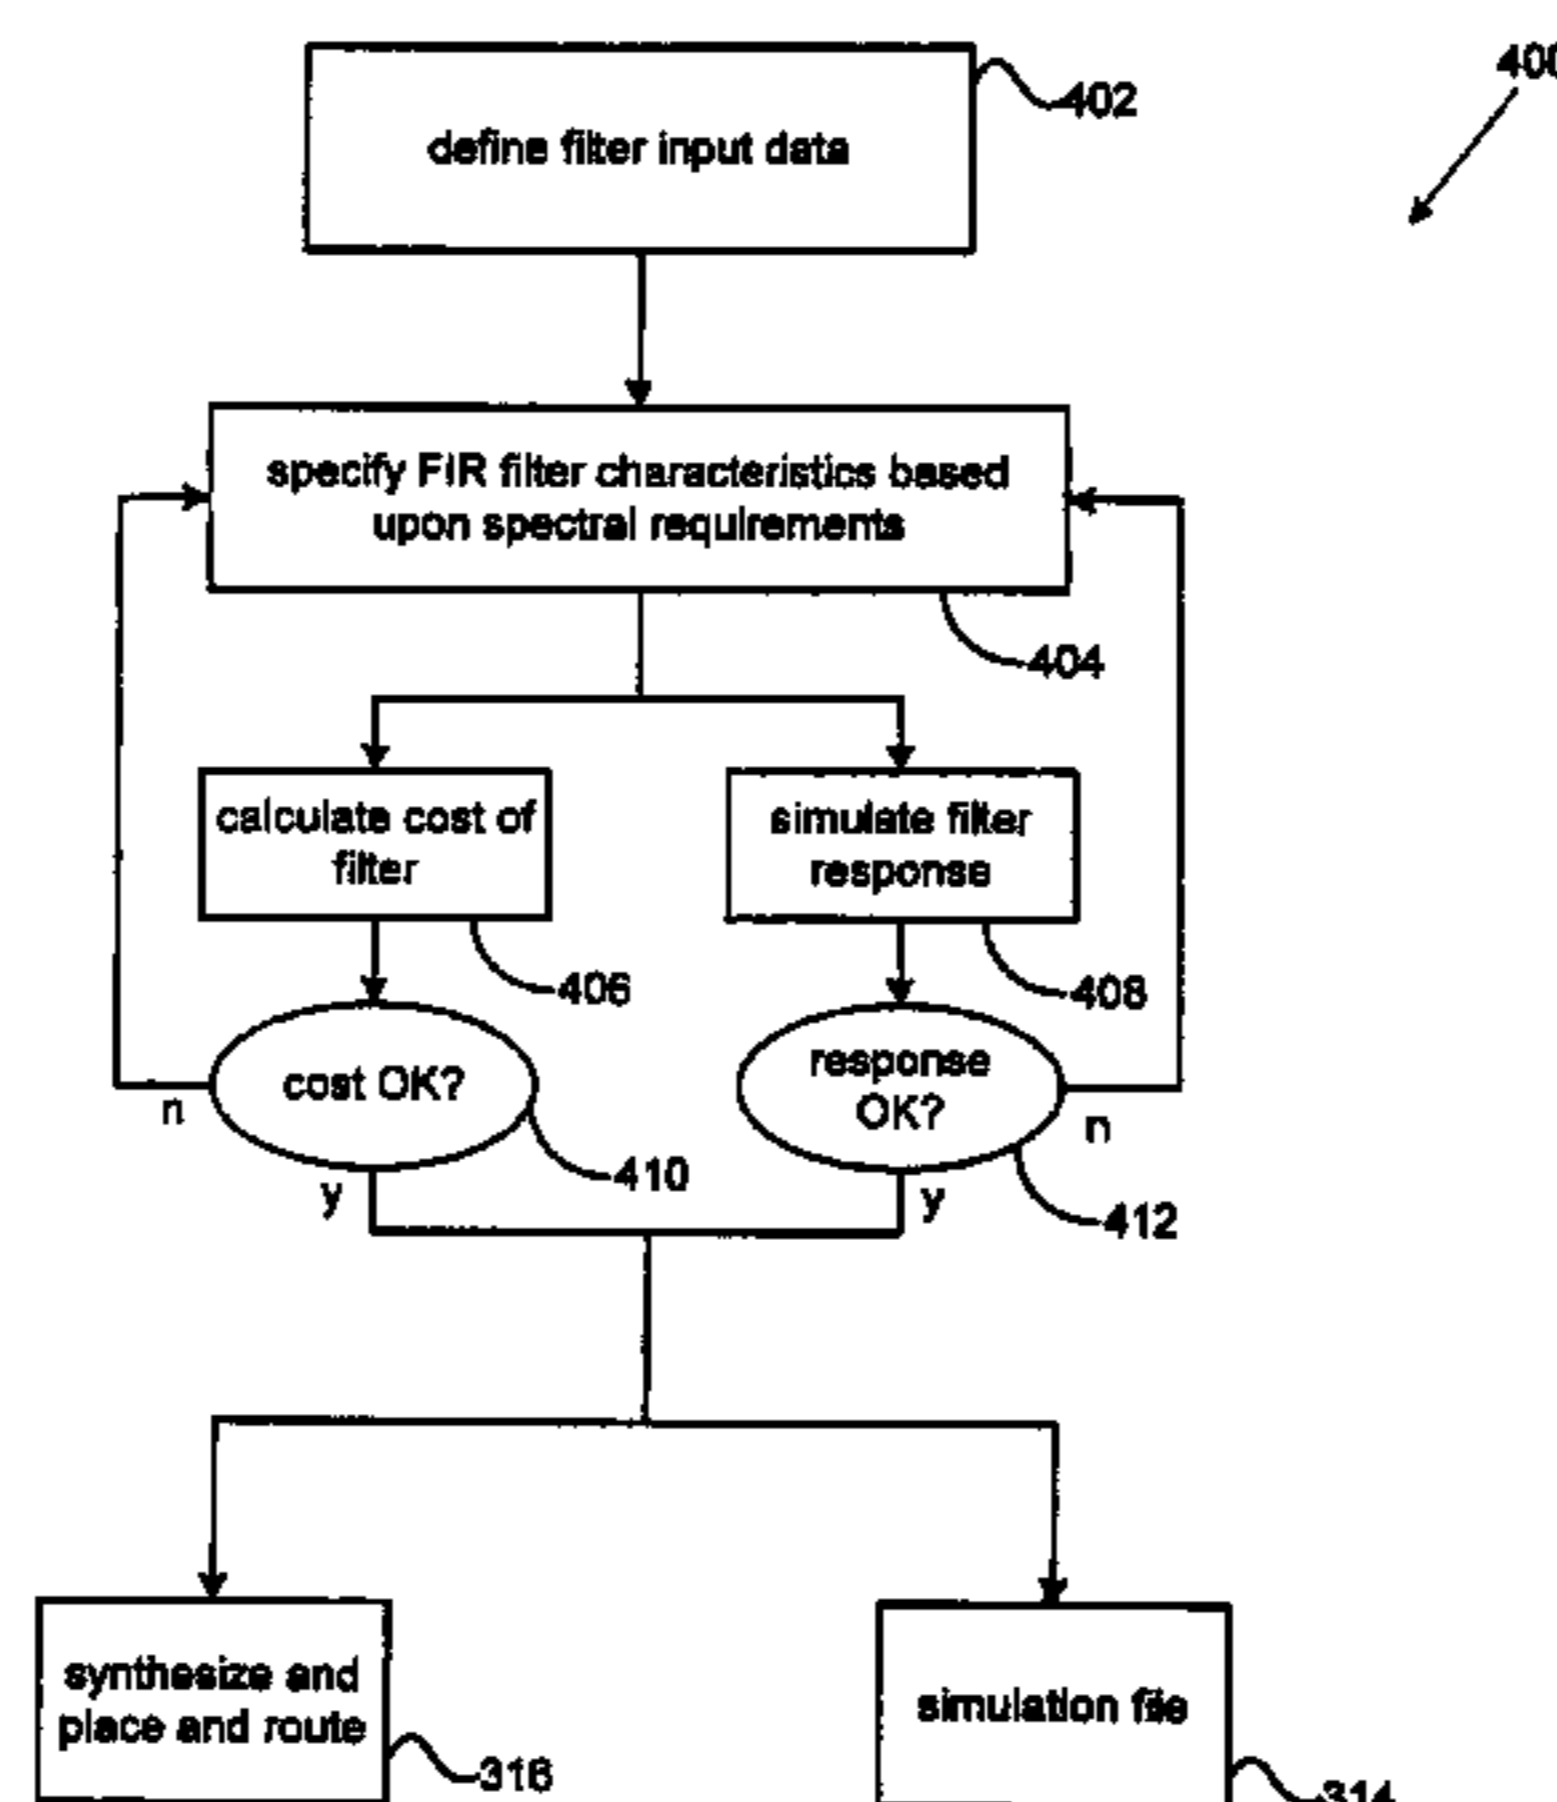 define filter input data
402
400
specify FIR filter characteristics based
upon spectral requirements
404
calculate cost of
filter
406
simulate filter
response
408
cost OK?
n
y
410
response
OK?
n
y
412
synthesize and
place and route
316
simulation file
314